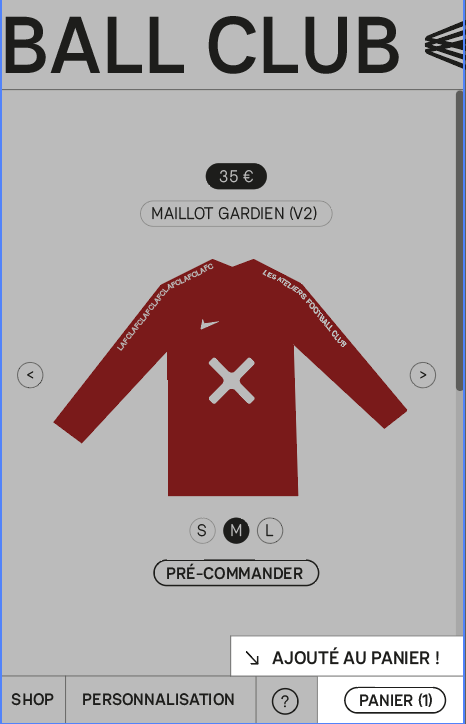 BALL CLUB
35 €
MAILLOT GARDIEN (V2)
LAFCLAFCLAFCLAFCLAFCLAFCLAFC
LES ATELIERS FOOTBALL CLUB
<
>
S M L
PRÉ-COMMANDER
↘ AJOUTÉ AU PANIER !
SHOP PERSONNALISATION ? PANIER (1)